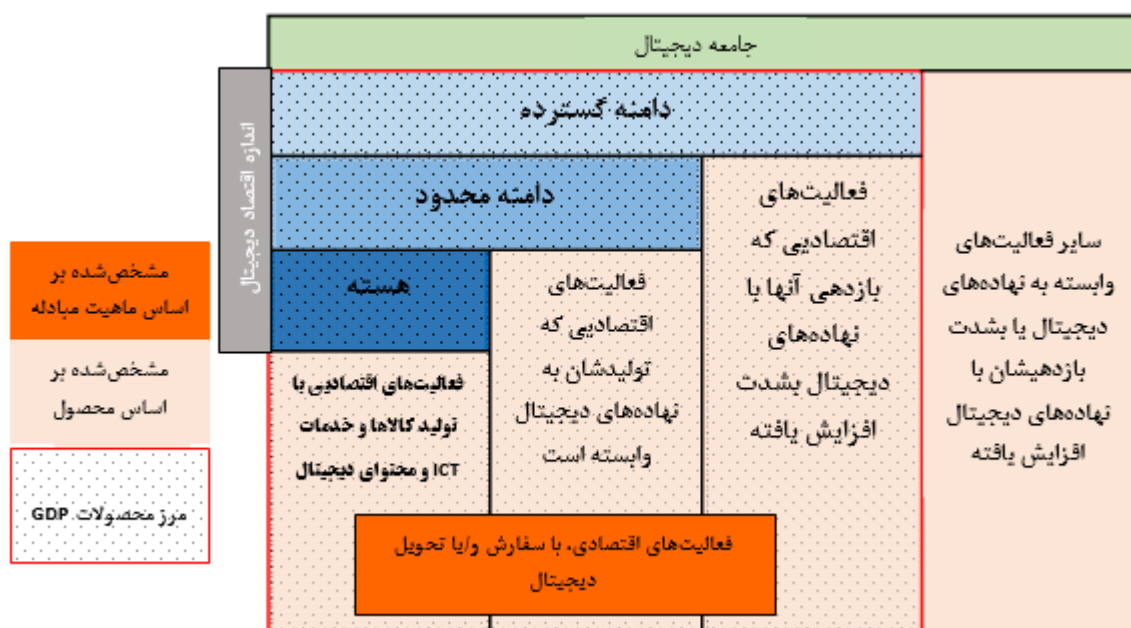 جامعه دیجیتال
اندازه اقتصاد دیجیتال
دامنه گسترده
دامنه محدود
هسته
فعالیت‌های اقتصادیی با
تولید کالاها و خدمات
ICT و محتوای دیجیتال
فعالیت‌های
اقتصادیی که
تولیدشان به
نهاده‌های دیجیتال
وابسته است
فعالیت‌های
اقتصادیی که
بازدهی آنها با
نهاده‌های
دیجیتال بشدت
افزایش یافته
سایر فعالیت‌های
وابسته به نهاده‌های
دیجیتال یا بشدت
بازدهیشان با
نهاده‌های دیجیتال
افزایش یافته
فعالیت‌های اقتصادی، با سفارش و/یا تحویل
دیجیتال
مشخص‌شده بر
اساس ماهیت مبادله
مشخص‌شده بر
اساس محصول
مرز محصولات GDP